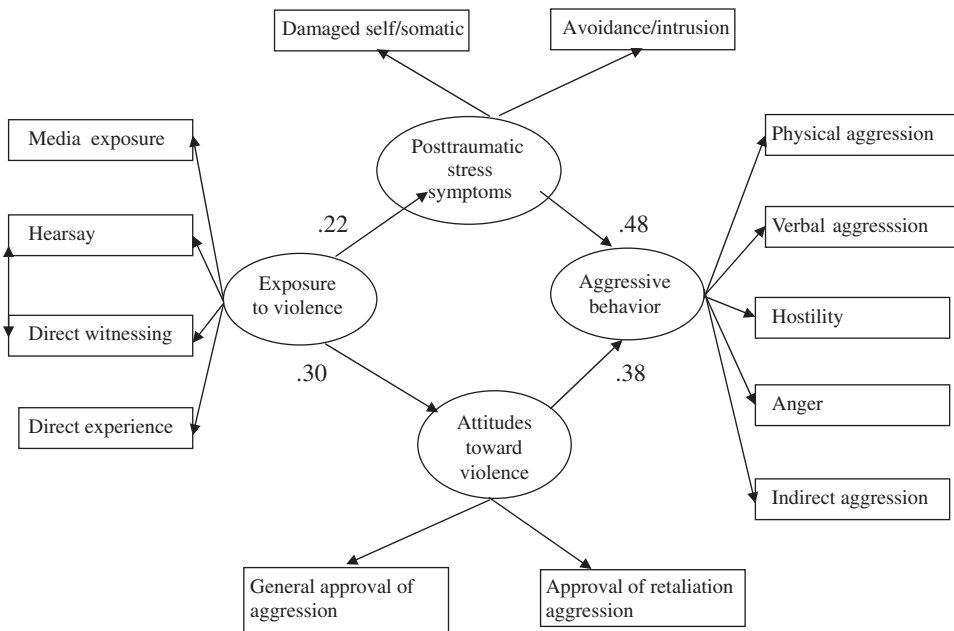 Damaged self/somatic
Avoidance/intrusion
Media exposure
Posttraumatic
stress
symptoms
Physical aggression
Hearsay
.22
.48
Verbal aggresssion
Exposure
to violence
Aggressive
behavior
Direct witnessing
Hostility
.30
.38
Direct experience
Attitudes
toward
violence
Anger
Indirect aggression
General approval of
aggression
Approval of retaliation
aggression